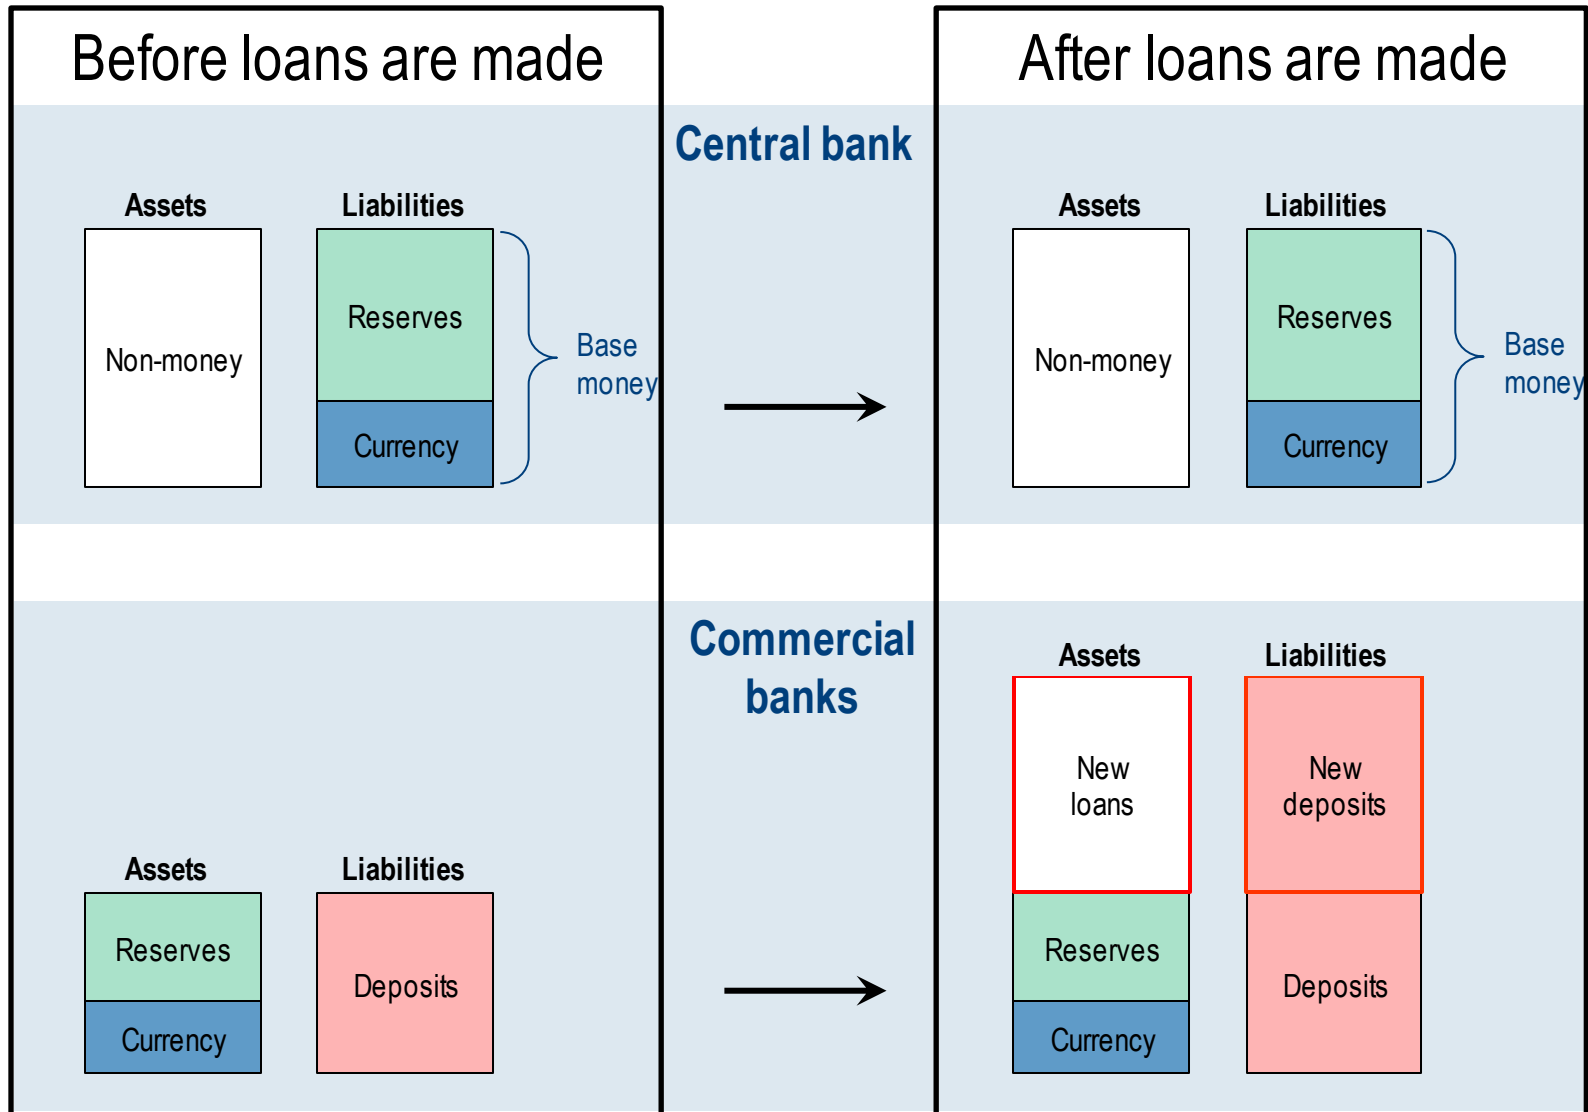 Before loans are made
After loans are made
Central bank
Assets
Liabilities
Non-money
Reserves
Currency
Base
money
Assets
Liabilities
Non-money
Reserves
Currency
Base
money
Commercial
banks
Assets
Liabilities
Reserves
Currency
Deposits
Assets
Liabilities
New
loans
New
deposits
Reserves
Currency
Deposits